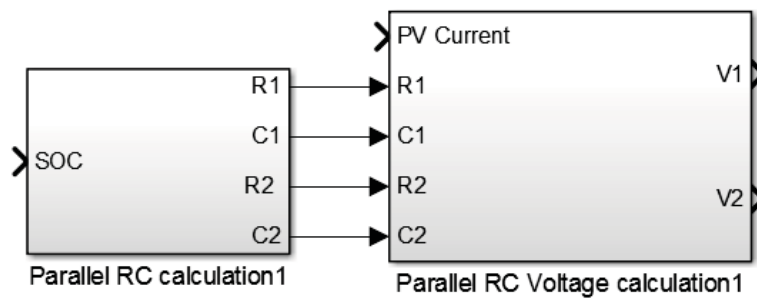 PV Current
R1
C1
R2
C2
V1
V2
SOC
R1
C1
R2
C2
Parallel RC calculation1
Parallel RC Voltage calculation1